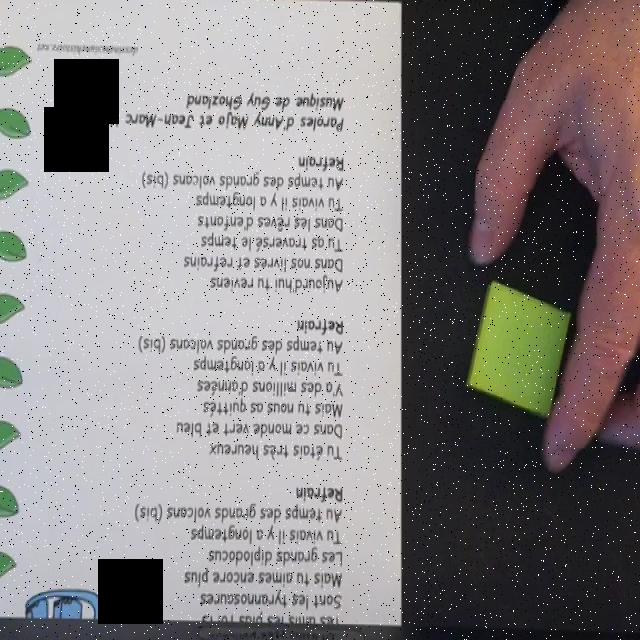 Tes amis les plus
Sont les tyrannosaures
Mais tu aimes encore plus
Les grands diplodocus
Tu vivais il y a longtemps
Au temps des grands volcans (bis)
Refrain
Tu étais très heureux
Dans ce monde vert et bleu
Mais tu nous as quittés
Y'a des millions d'années
Tu vivais il y a longtemps
Au temps des grands volcans (bis)
Refrain
Aujourd'hui tu reviens
Dans nos livres et refrains
Tu as traversé le temps
Dans les rêves d'enfants
Tu vivais il y a longtemps
Au temps des grands volcans (bis)
Refrain
Paroles d'Anny Majo et Jean-Marc
Musique de Guy Ghozland